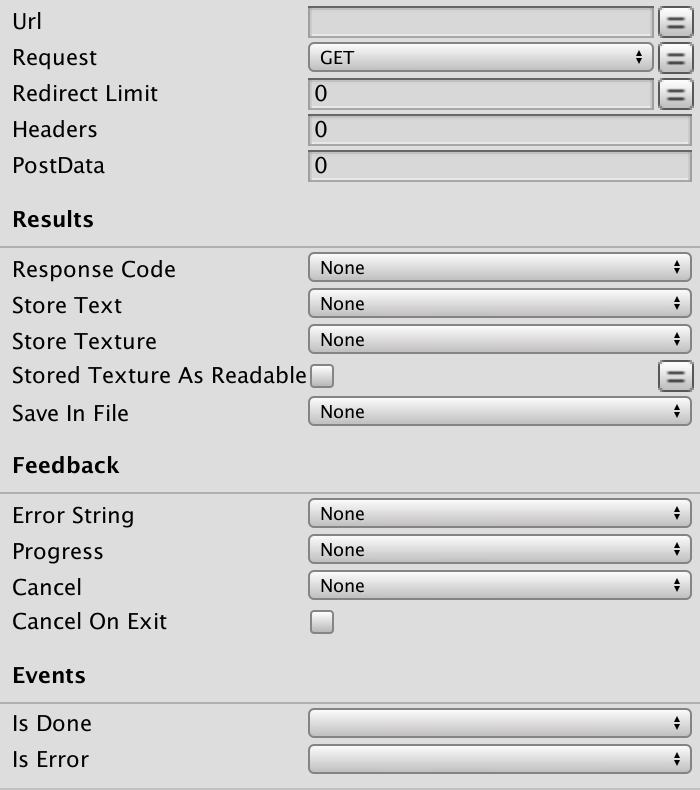 Url
Request GET
Redirect Limit 0
Headers 0
PostData 0
Results
Response Code None
Store Text None
Store Texture None
Stored Texture As Readable
Save In File None
Feedback
Error String None
Progress None
Cancel None
Cancel On Exit
Events
Is Done
Is Error